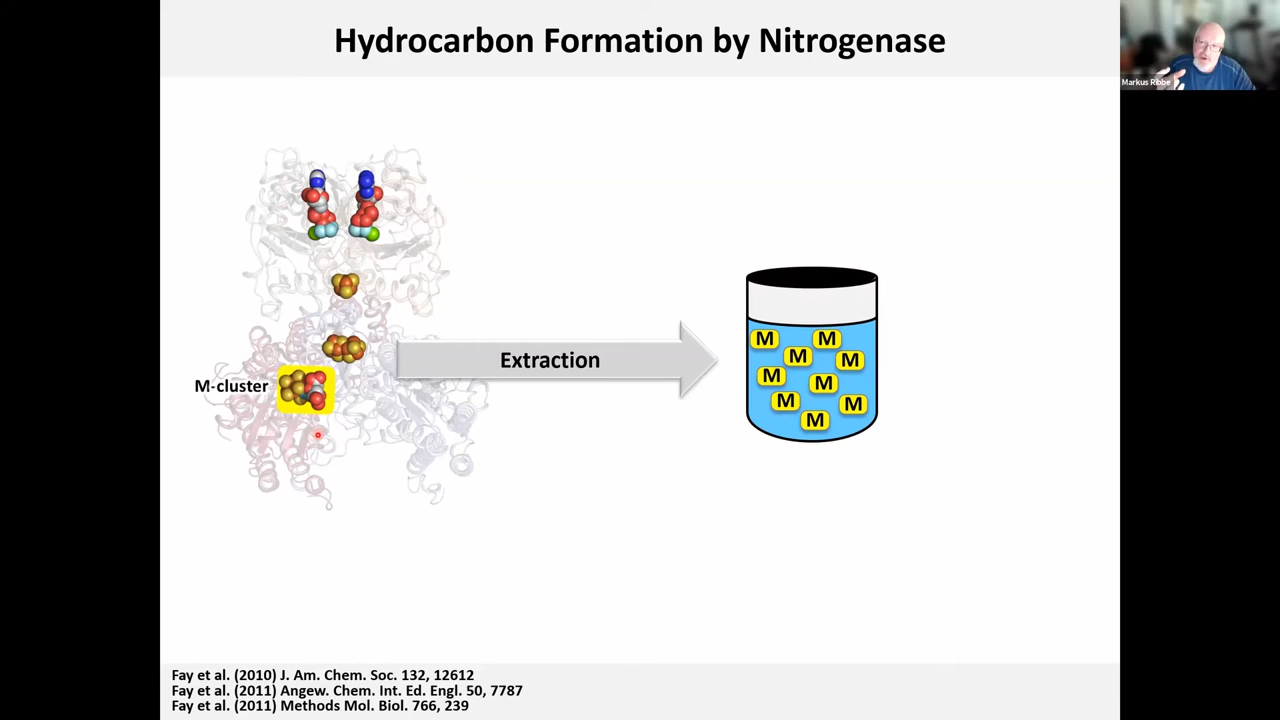 Hydrocarbon Formation by Nitrogenase
Markus Ribbe
M-cluster
Extraction
M
M
M
M
M
M
M
M
M
Fay et al. (2010) J. Am. Chem. Soc. 132, 12612
Fay et al. (2011) Angew. Chem. Int. Ed. Engl. 50, 7787
Fay et al. (2011) Methods Mol. Biol. 766, 239